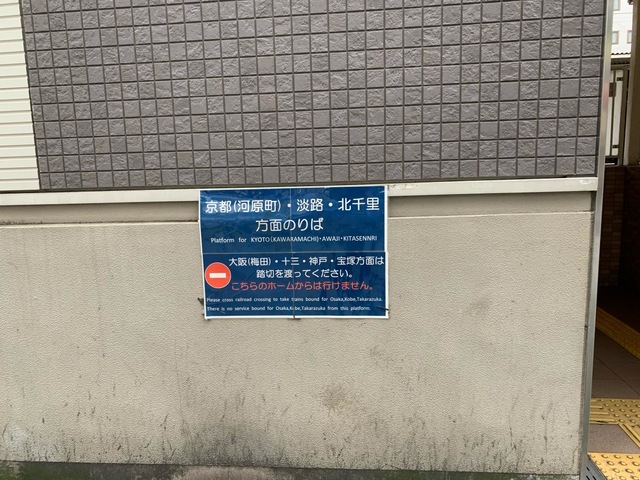 京都(河原町)・淡路・北千里
方面のりば
Platform for KYOTO(KAWARAMACHI)・AWAJI・KITASENNRI
大阪(梅田)・十三・神戸・宝塚方面は
踏切を渡ってください。
こちらのホームからは行けません。
Please cross railroad crossing to take trains bound for Osaka,Kobe,Takarazuka.
There is no service bound for Osaka,Kobe,Takarazuka from this platform.